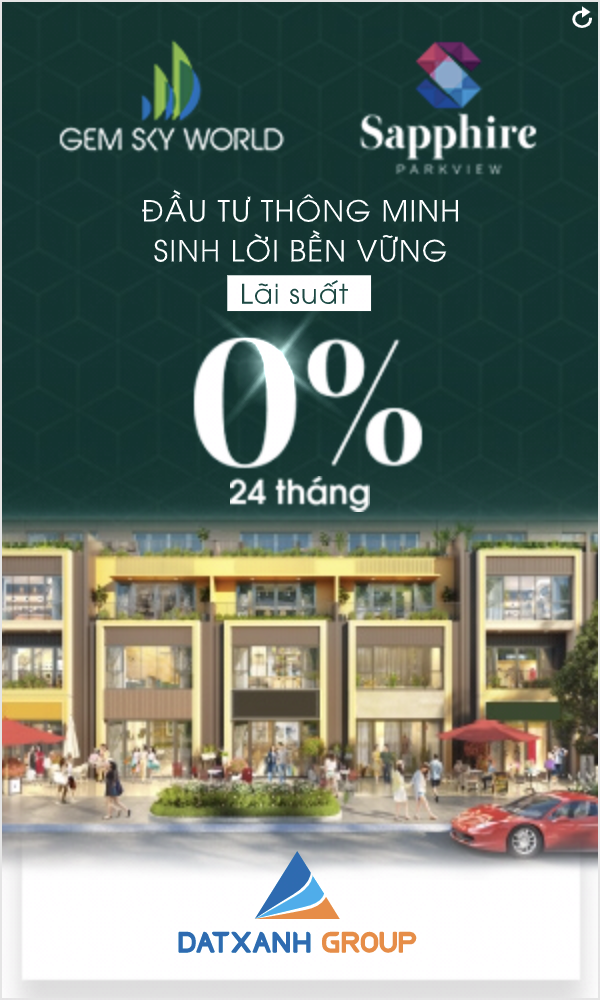 GEM SKY WORLD
Sapphire
PARKVIEW
ĐẦU TƯ THÔNG MINH
SINH LỜI BỀN VỮNG
Lãi suất
0%
24 tháng
DATXANH GROUP